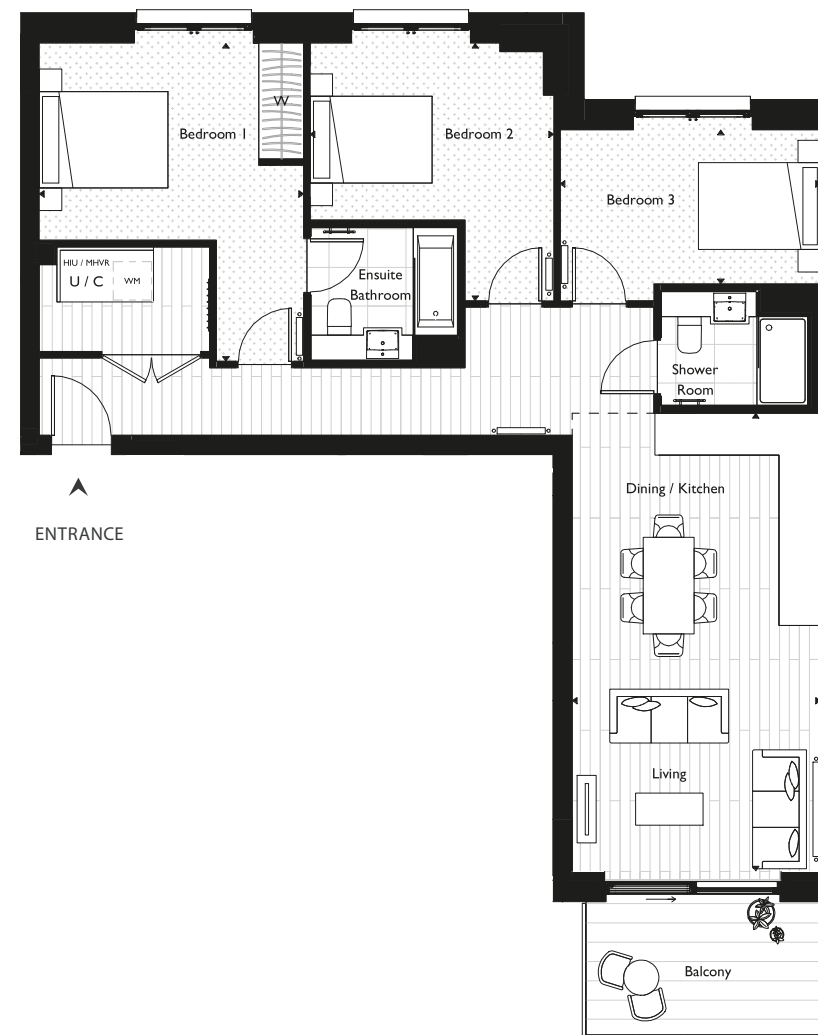 W
Bedroom 1
Bedroom 2
Bedroom 3
HIU / MHVR
U / C
WM
Ensuite
Bathroom
Shower
Room
Dining / Kitchen
ENTRANCE
Living
Balcony